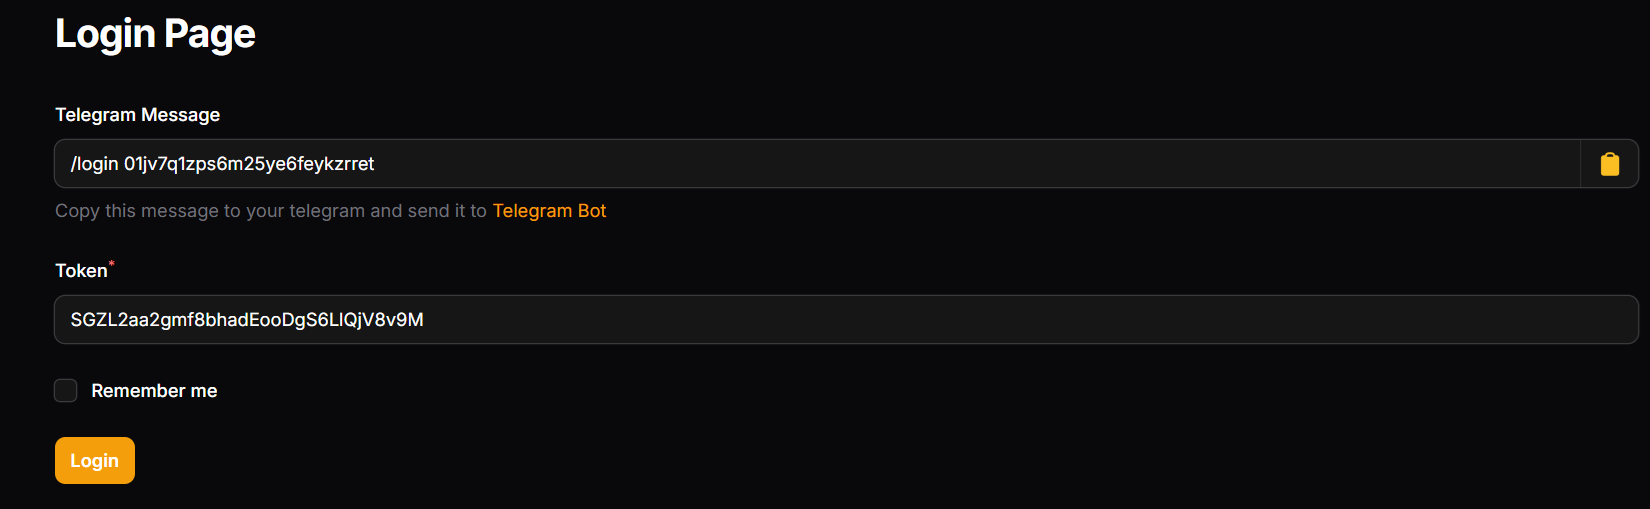 Login Page
Telegram Message
/login 01jv7q1zps6m25ye6feykzrret
Copy this message to your telegram and send it to Telegram Bot
Token*
SGZL2aa2gmf8bhadEooDgS6LlQjV8v9M
Remember me
Login